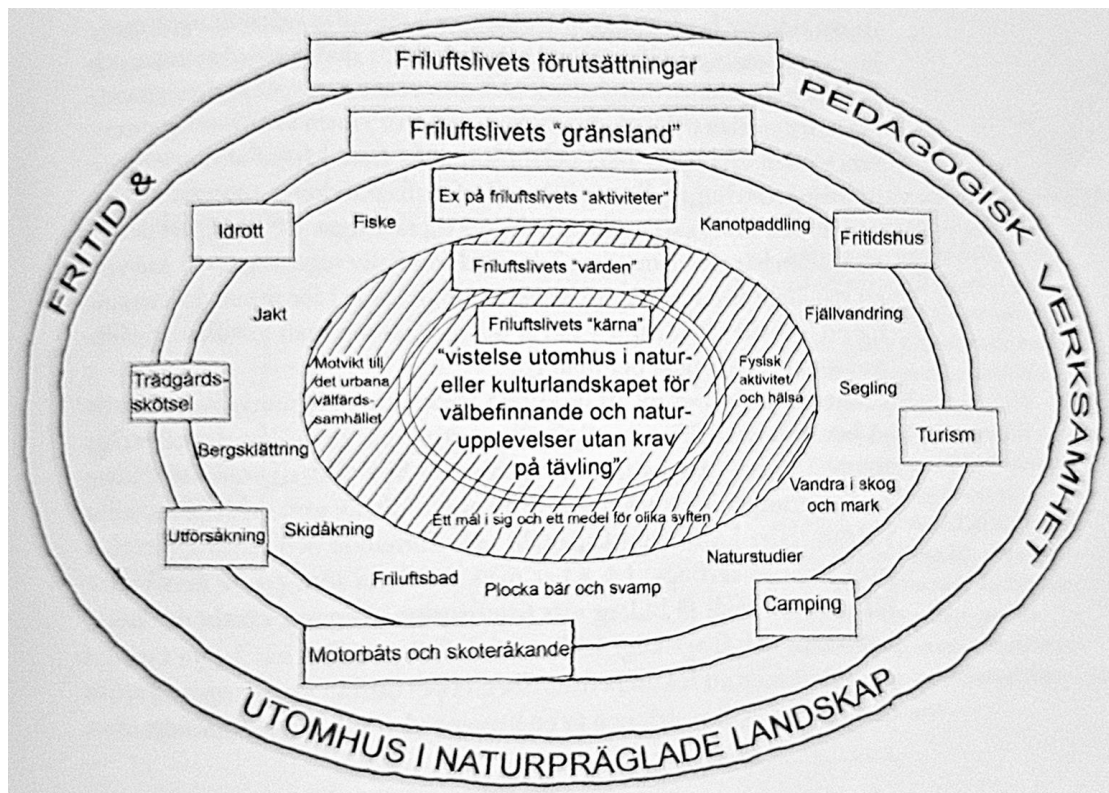 Friluftslivets förutsättningar
FRITID & PEDAGOGISK VERKSAMHET
Friluftslivets "gränsland"
Ex på friluftslivets "aktiviteter"
Idrott
Fiske
Kanotpaddling
Fritidshus
Friluftslivets "värden"
Jakt
Friluftslivets "kärna"
Fjällvandring
"vistelse utomhus i natur-
eller kulturlandskapet för
välbefinnande och natur-
upplevelser utan krav
på tävling"
Motvikt till
det urbana
välfärds-
samhället
Fysisk
aktivitet
och hälsa
Trädgårds-
skötsel
Segling
Turism
Bergsklättning
Vandra i skog
och mark
Ett mål i sig och ett medel för olika syften
Utförsåkning
Skidåkning
Naturstudier
Friluftsbad
Plocka bär och svamp
Camping
Motorbåts och skoteråkande
UTOMHUS I NATURPRÄGLADE LANDSKAP